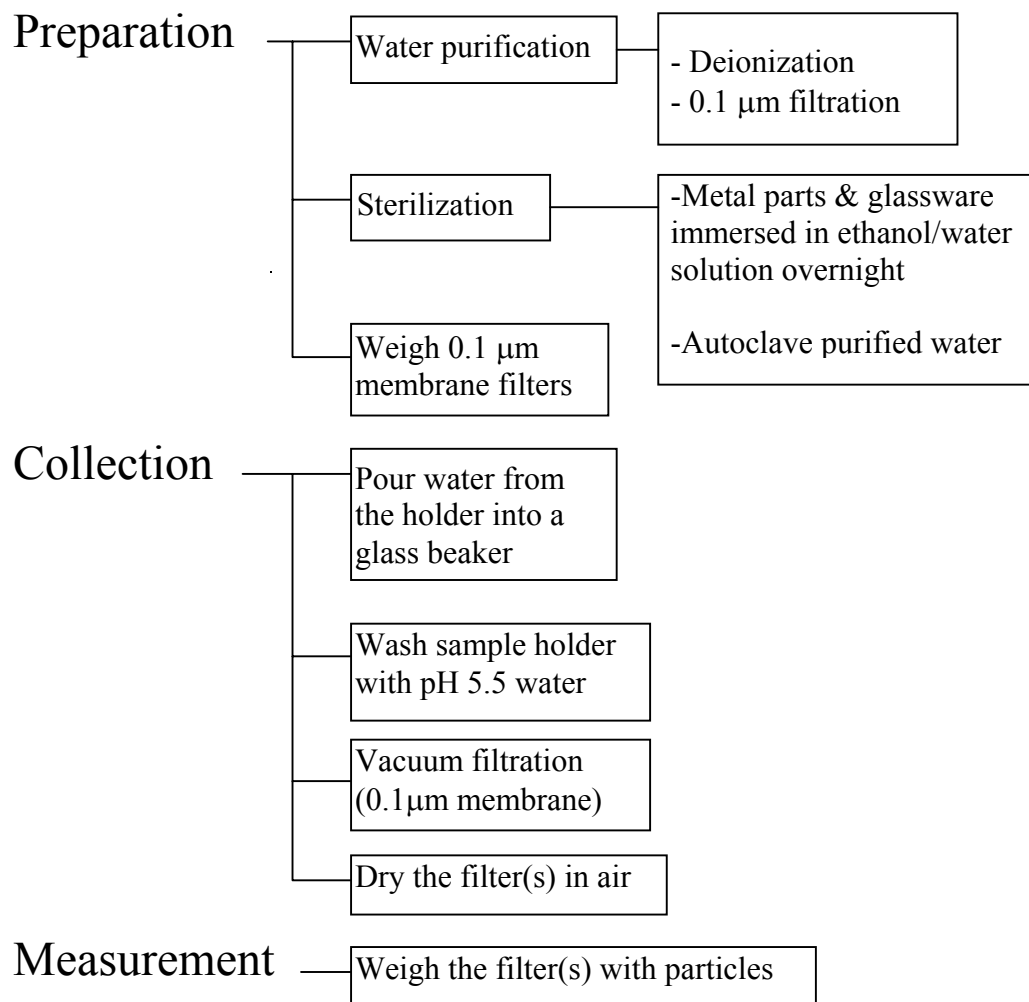 Preparation
Water purification
- Deionization
- 0.1 μm filtration
Sterilization
-Metal parts & glassware
immersed in ethanol/water
solution overnight
-Autoclave purified water
Weigh 0.1 μm
membrane filters
Collection
Pour water from
the holder into a
glass beaker
Wash sample holder
with pH 5.5 water
Vacuum filtration
(0.1μm membrane)
Dry the filter(s) in air
Measurement
Weigh the filter(s) with particles